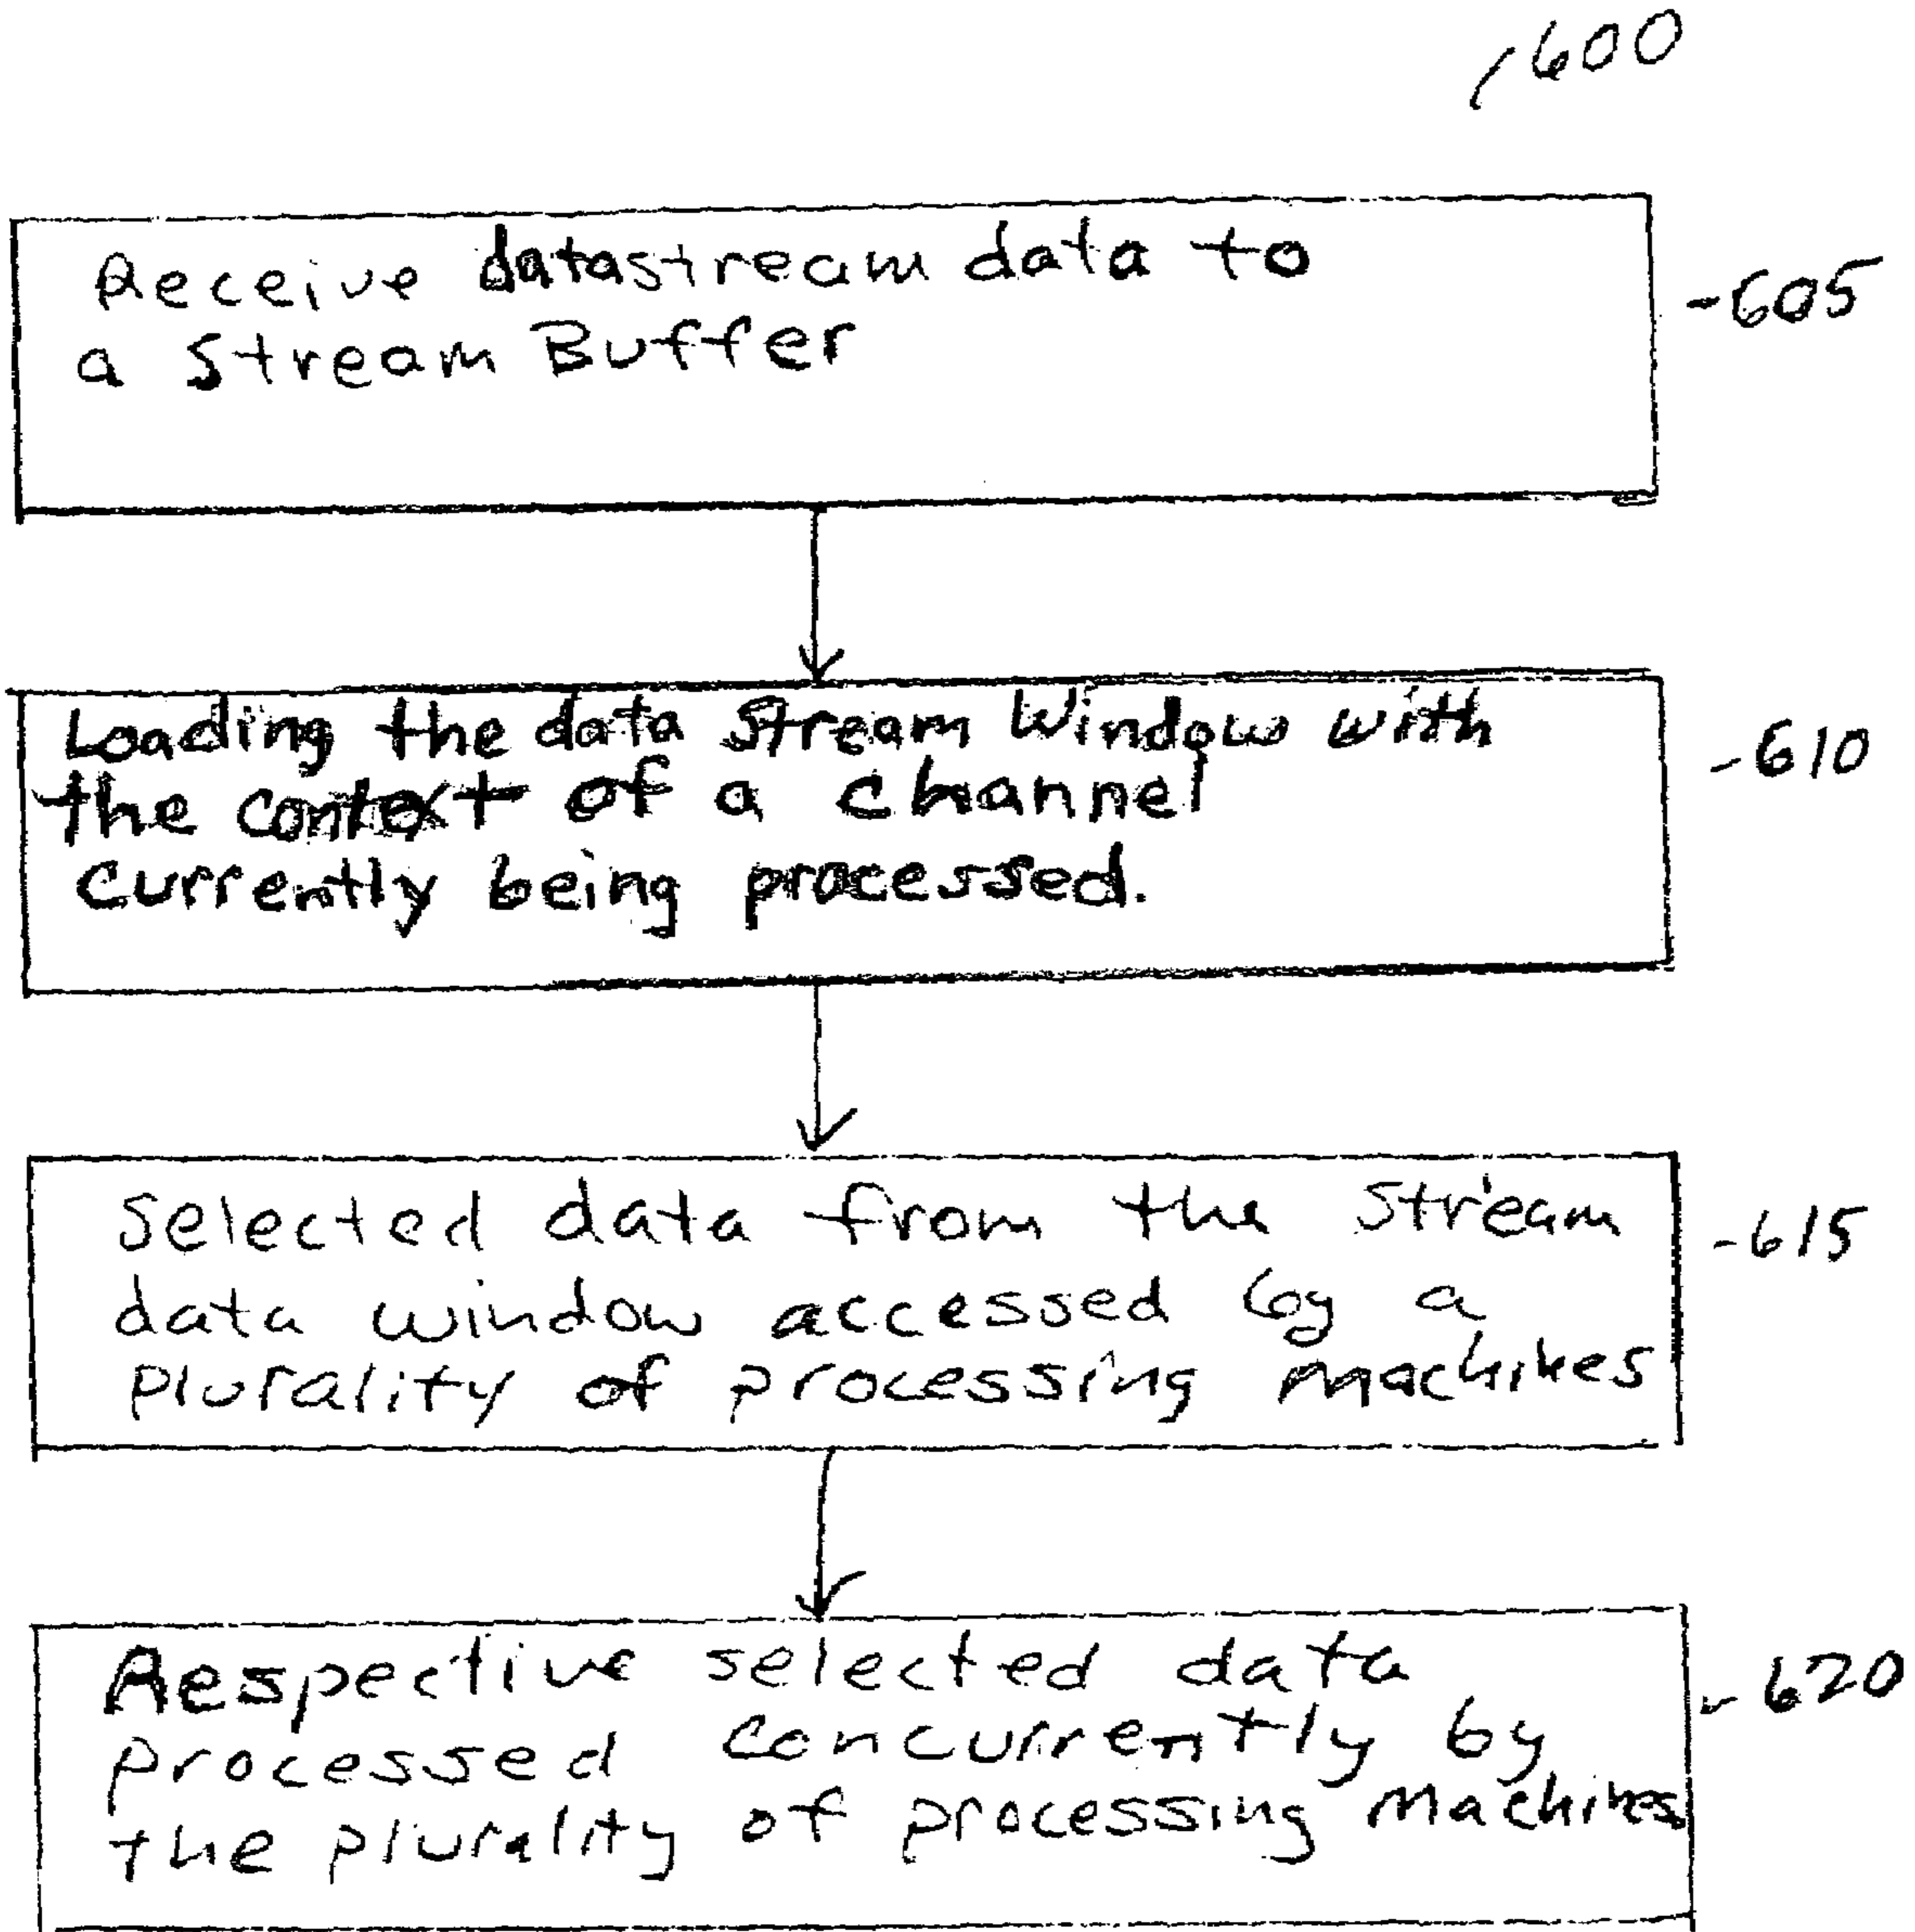 600
Receive datastream data to
a Stream Buffer
-605
Loading the data Stream Window with
the context of a channel
currently being processed.
-610
Selected data from the Stream
data window accessed by a
plurality of processing machines
-615
Respective selected data
processed concurrently by
the plurality of processing machines
-620